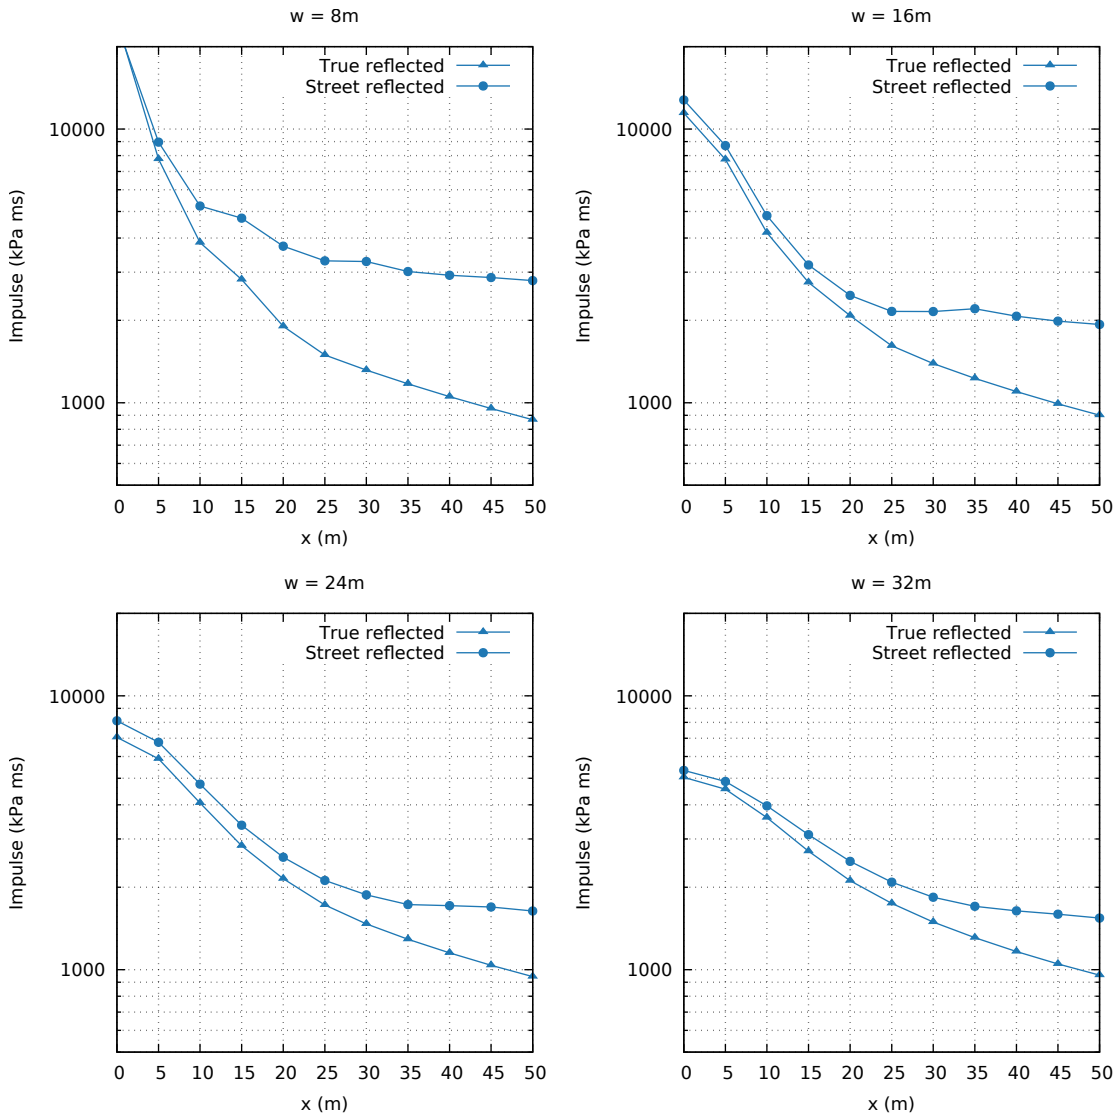 w = 8m
True reflected
Street reflected
10000
1000
Impulse (kPa ms)
0 5 10 15 20 25 30 35 40 45 50
x (m)
w = 16m
True reflected
Street reflected
10000
1000
Impulse (kPa ms)
0 5 10 15 20 25 30 35 40 45 50
x (m)
w = 24m
True reflected
Street reflected
10000
1000
Impulse (kPa ms)
0 5 10 15 20 25 30 35 40 45 50
x (m)
w = 32m
True reflected
Street reflected
10000
1000
Impulse (kPa ms)
0 5 10 15 20 25 30 35 40 45 50
x (m)